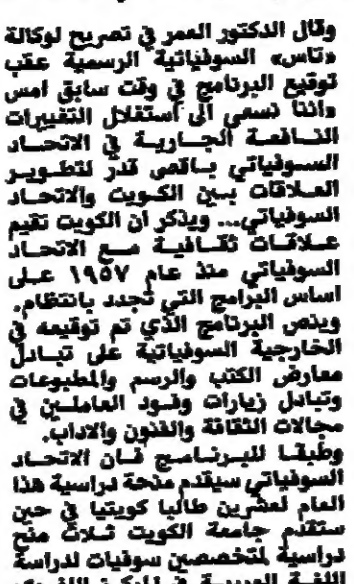 وقال الدكتور العمر في تصريح لوكالة
«تاس» السوفياتية الرسمية عقب
توقيع البرنامج في وقت سابق امس
«اننا نسعى الى استغلال التغييرات
النافعة الجارية في الاتحاد
السوفياتي باقصى قدر لتطوير
العلاقات بين الكويت والاتحاد
السوفياتي... ويذكر ان الكويت تقيم
علاقات ثقافية مع الاتحاد
السوفياتي منذ عام ١٩٥٧ على
اساس البرامج التي تجدد بانتظام.
وينص البرنامج الذي تم توقيعه في
الخارجية السوفياتية على تبادل
معارض الكتب والرسم والمطبوعات
وتبادل زيارات وفود العاملين في
مجالات الثقافة والفنون والاداب.
وطبقا للبرنامج فان الاتحاد
السوفياتي سيقدم منحة دراسية هذا
العام لعشرين طالبا كويتيا في حين
ستقدم جامعة الكويت ثلاث منح
دراسية لمتخصصين سوفيات لدراسة